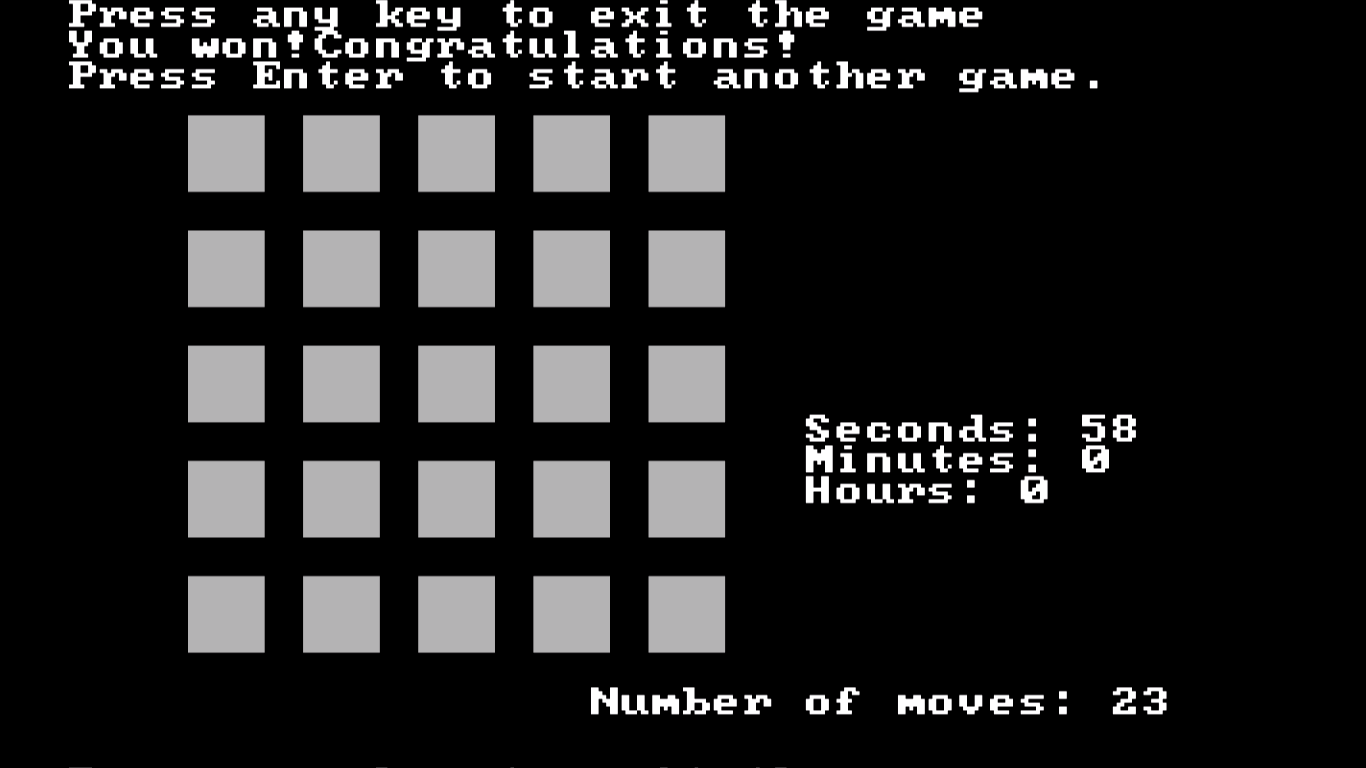 Press any key to exit the game
You won!Congratulations!
Press Enter to start another game.
Seconds: 58
Minutes: 0
Hours: 0
Number of moves: 23